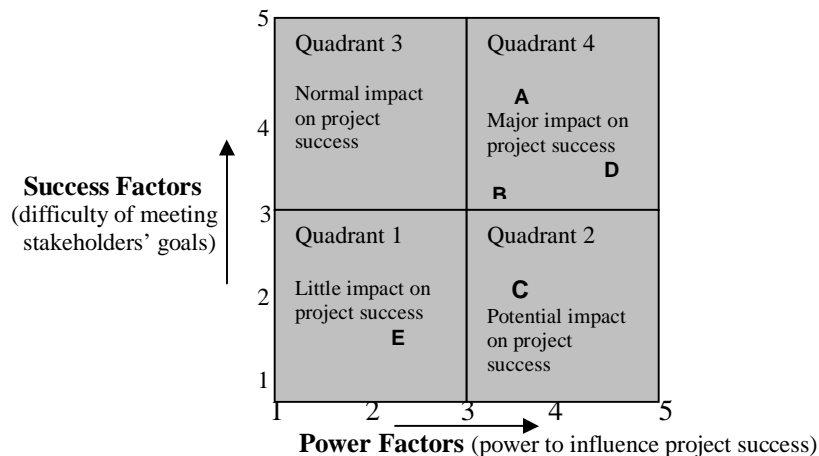 5
Quadrant 3
Quadrant 4
Normal impact
on project
success
A
Major impact on
project success
4
D
Success Factors
(difficulty of meeting
stakeholders’ goals)
B
3
Quadrant 1
Quadrant 2
Little impact on
project success
C
2
Potential impact
on project
success
E
1
1 2 3 4 5
Power Factors (power to influence project success)